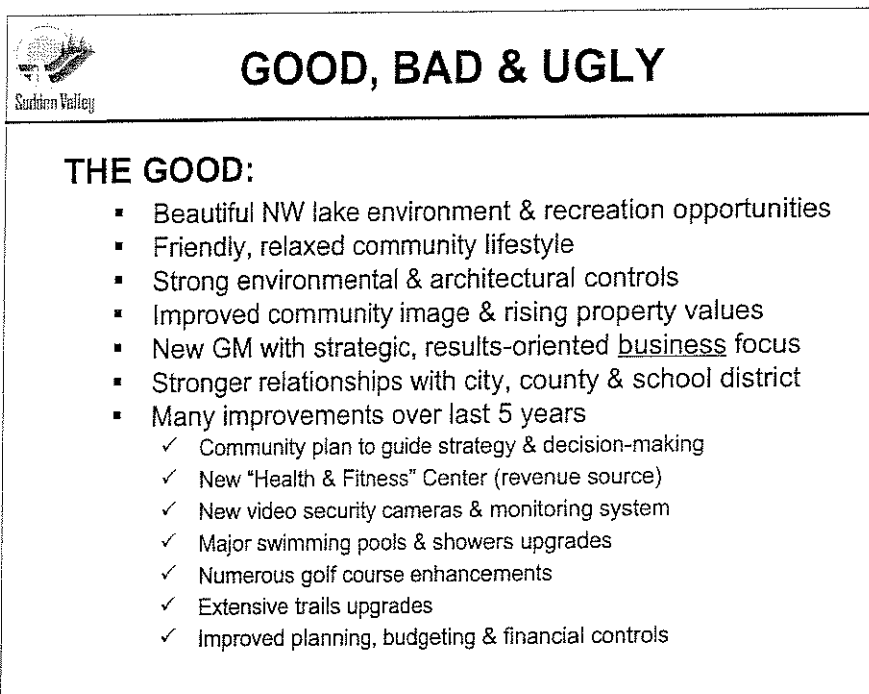 Sudden Valley
GOOD, BAD & UGLY
THE GOOD:
▪ Beautiful NW lake environment & recreation opportunities
▪ Friendly, relaxed community lifestyle
▪ Strong environmental & architectural controls
▪ Improved community image & rising property values
▪ New GM with strategic, results-oriented business focus
▪ Stronger relationships with city, county & school district
▪ Many improvements over last 5 years
✓ Community plan to guide strategy & decision-making
✓ New “Health & Fitness” Center (revenue source)
✓ New video security cameras & monitoring system
✓ Major swimming pools & showers upgrades
✓ Numerous golf course enhancements
✓ Extensive trails upgrades
✓ Improved planning, budgeting & financial controls